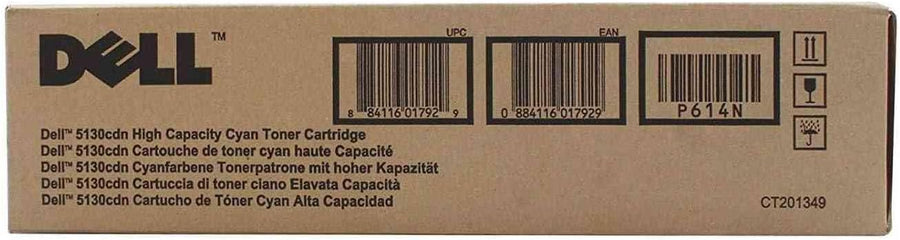 DELL™
UPC
8 84116 01792 9
EAN
0 884116 017929
P614N
Dell™ 5130cdn High Capacity Cyan Toner Cartridge
Dell™ 5130cdn Cartouche de toner cyan haute Capacité
Dell™ 5130cdn Cyanfarbene Tonerpatrone mit hoher Kapazität
Dell™ 5130cdn Cartuccia di toner ciano Elavata Capacità
Dell™ 5130cdn Cartucho de Tóner Cyan Alta Capacidad
CT201349